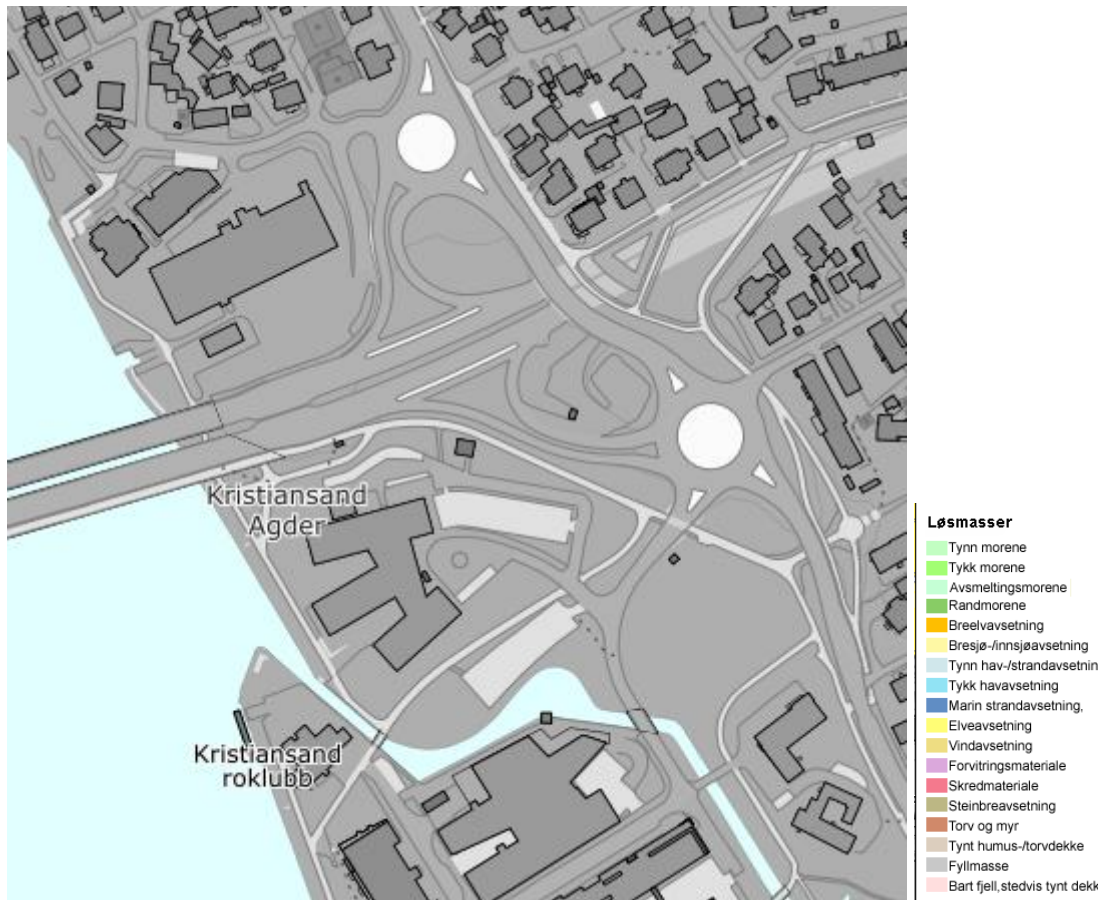 Kristiansand
Agder
Kristiansand
roklubb
Løsmasser
Tynn morene
Tykk morene
Avsmeltingsmorene
Randmorene
Breelvavsetning
Bresjø-/innsjøavsetning
Tynn hav-/strandavsetnin
Tykk havavsetning
Marin strandavsetning,
Elveavsetning
Vindavsetning
Forvitringsmateriale
Skredmateriale
Steinbreavsetning
Torv og myr
Tynt humus-/torvdekke
Fyllmasse
Bart fjell,stedvis tynt dekk